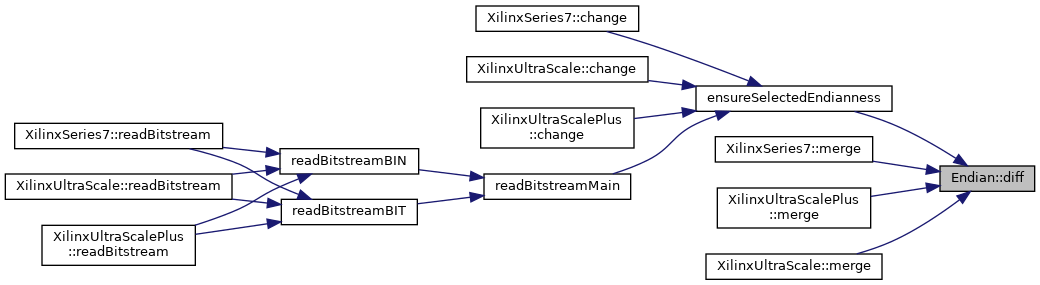 XilinxSeries7::change
XilinxUltraScale::change
ensureSelectedEndianness
XilinxUltraScalePlus
::change
XilinxSeries7::readBitstream
XilinxSeries7::merge
readBitstreamBIN
Endian::diff
XilinxUltraScale::readBitstream
readBitstreamMain
XilinxUltraScalePlus
::merge
readBitstreamBIT
XilinxUltraScalePlus
::readBitstream
XilinxUltraScale::merge